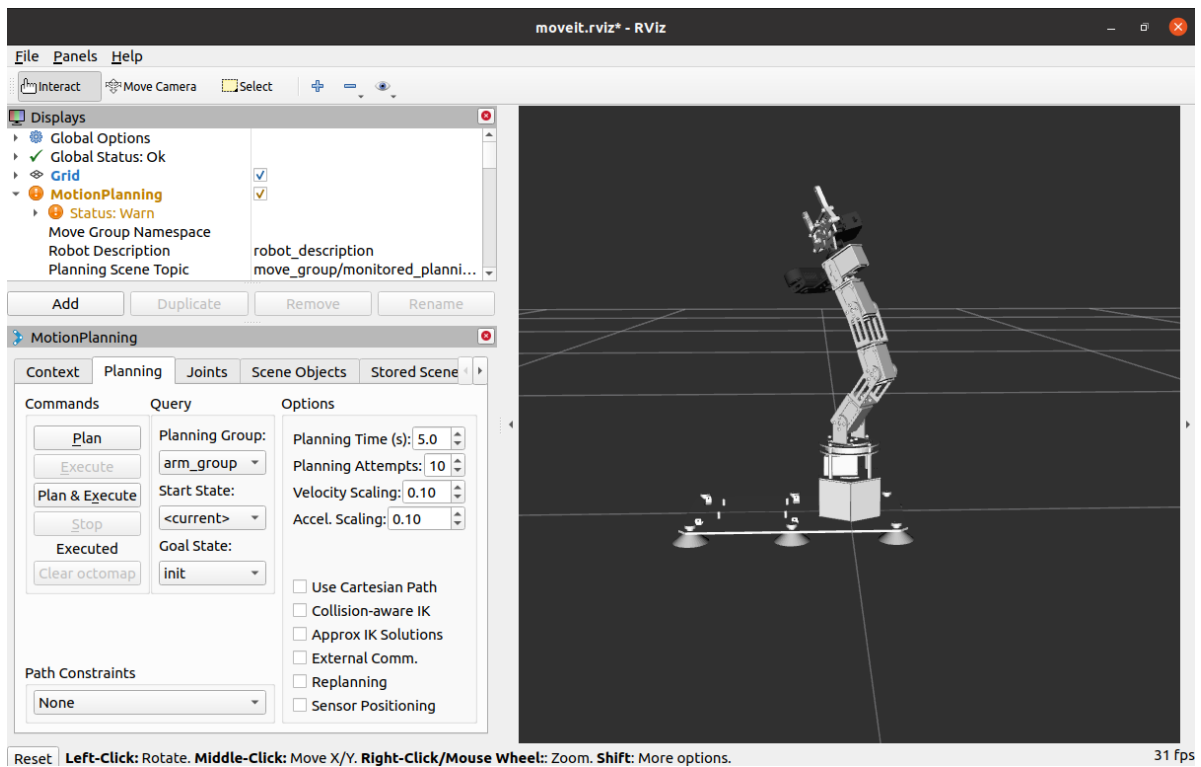 moveit.rviz* - RViz
File Panels Help
Interact Move Camera Select
Displays
Global Options
Global Status: Ok
Grid
MotionPlanning
Status: Warn
Move Group Namespace
Robot Description robot_description
Planning Scene Topic move_group/monitored_planni...
Add Duplicate Remove Rename
MotionPlanning
Context Planning Joints Scene Objects Stored Scene
Commands Query Options
Plan Planning Group: Planning Time (s): 5.0
Execute arm_group Planning Attempts: 10
Plan & Execute Start State: Velocity Scaling: 0.10
Stop <current> Accel. Scaling: 0.10
Executed Goal State:
Clear octomap init
Use Cartesian Path
Collision-aware IK
Approx IK Solutions
External Comm.
Path Constraints Replanning
None Sensor Positioning
Reset Left-Click: Rotate. Middle-Click: Move X/Y. Right-Click/Mouse Wheel:: Zoom. Shift: More options. 31 fps